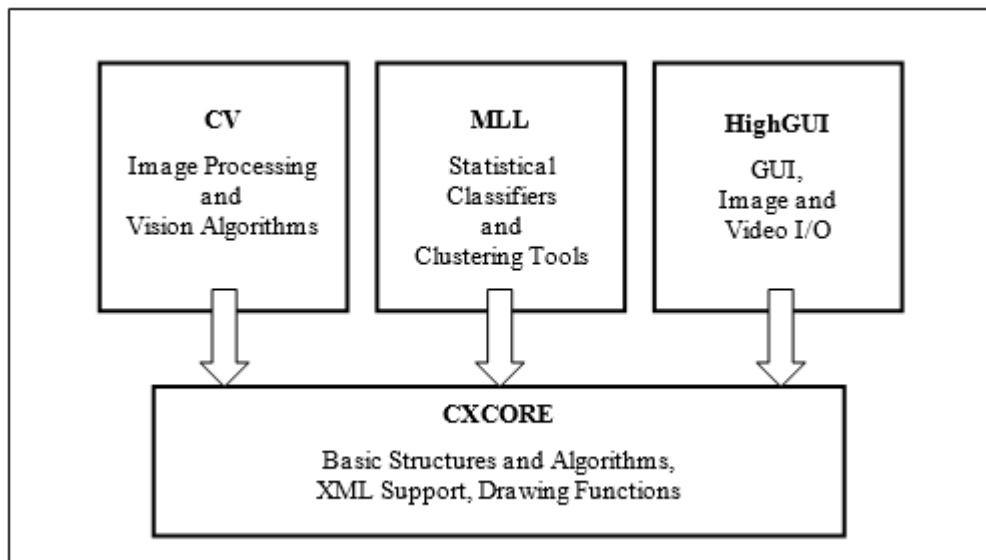 CV
Image Processing
and
Vision Algorithms
MLL
Statistical
Classifiers
and
Clustering Tools
HighGUI
GUI,
Image and
Video I/O
CXCORE
Basic Structures and Algorithms,
XML Support, Drawing Functions